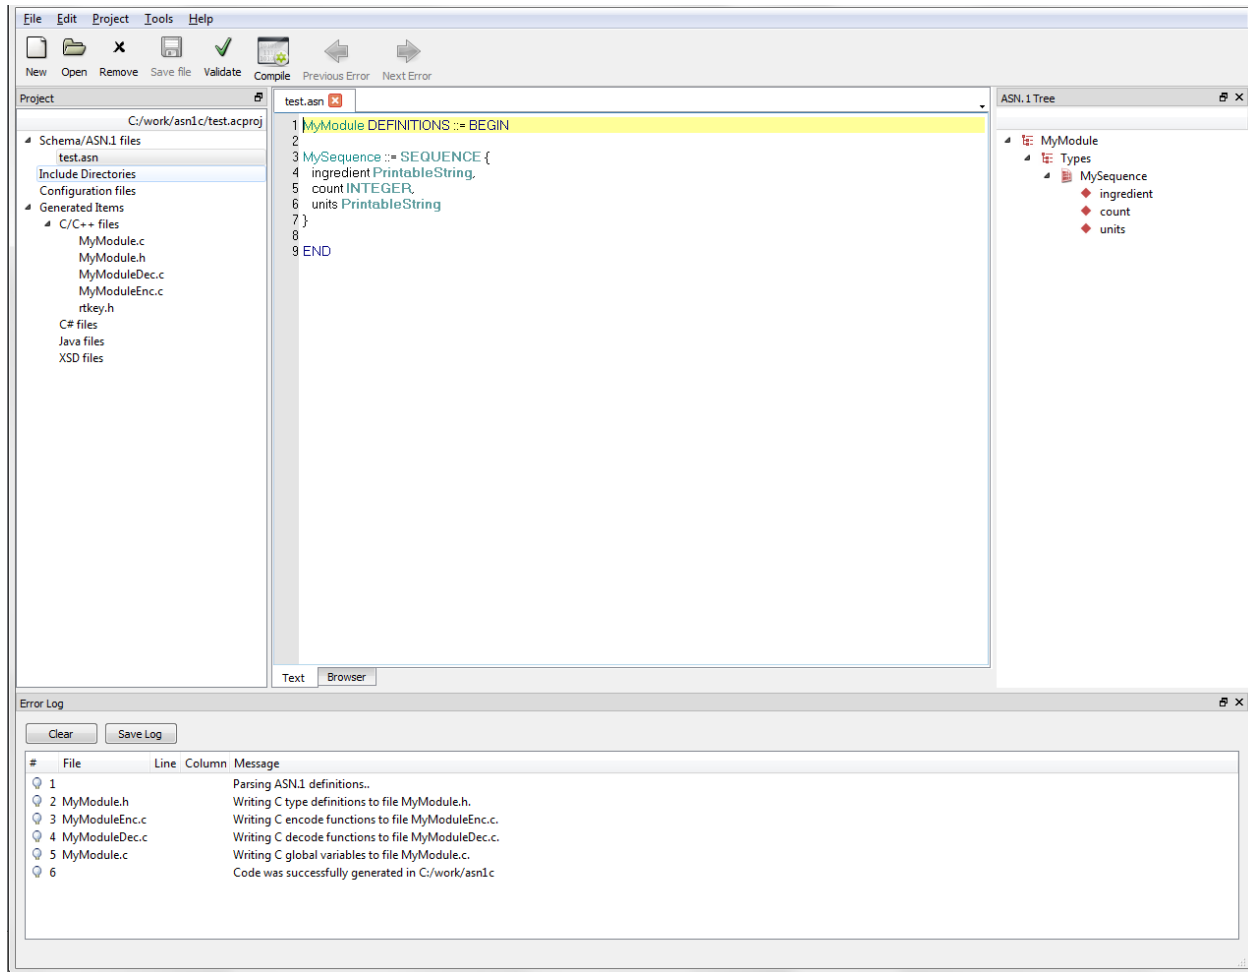 File Edit Project Tools Help
New Open Remove Save file Validate Compile Previous Error Next Error
Project
C:/work/asn1c/test.acproj
Schema/ASN.1 files
test.asn
Include Directories
Configuration files
Generated Items
C/C++ files
MyModule.c
MyModule.h
MyModuleDec.c
MyModuleEnc.c
rtkey.h
C# files
Java files
XSD files
test.asn
1 MyModule DEFINITIONS ::= BEGIN
2
3 MySequence ::= SEQUENCE {
4 ingredient PrintableString,
5 count INTEGER,
6 units PrintableString
7 }
8
9 END
Text Browser
ASN.1 Tree
MyModule
Types
MySequence
ingredient
count
units
Error Log
Clear Save Log
# File Line Column Message
1 Parsing ASN.1 definitions..
2 MyModule.h Writing C type definitions to file MyModule.h.
3 MyModuleEnc.c Writing C encode functions to file MyModuleEnc.c.
4 MyModuleDec.c Writing C decode functions to file MyModuleDec.c.
5 MyModule.c Writing C global variables to file MyModule.c.
6 Code was successfully generated in C:/work/asn1c